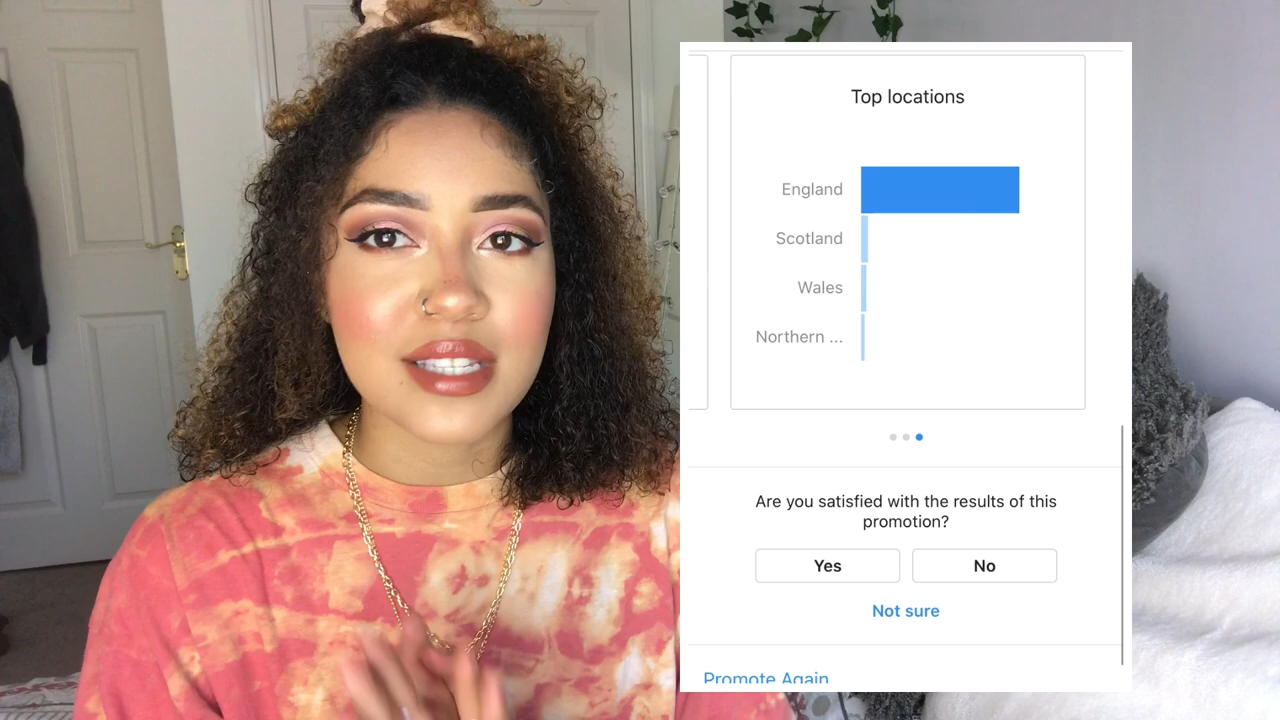 Top locations
England
Scotland
Wales
Northern ...
Are you satisfied with the results of this
promotion?
Yes
No
Not sure
Promote Again